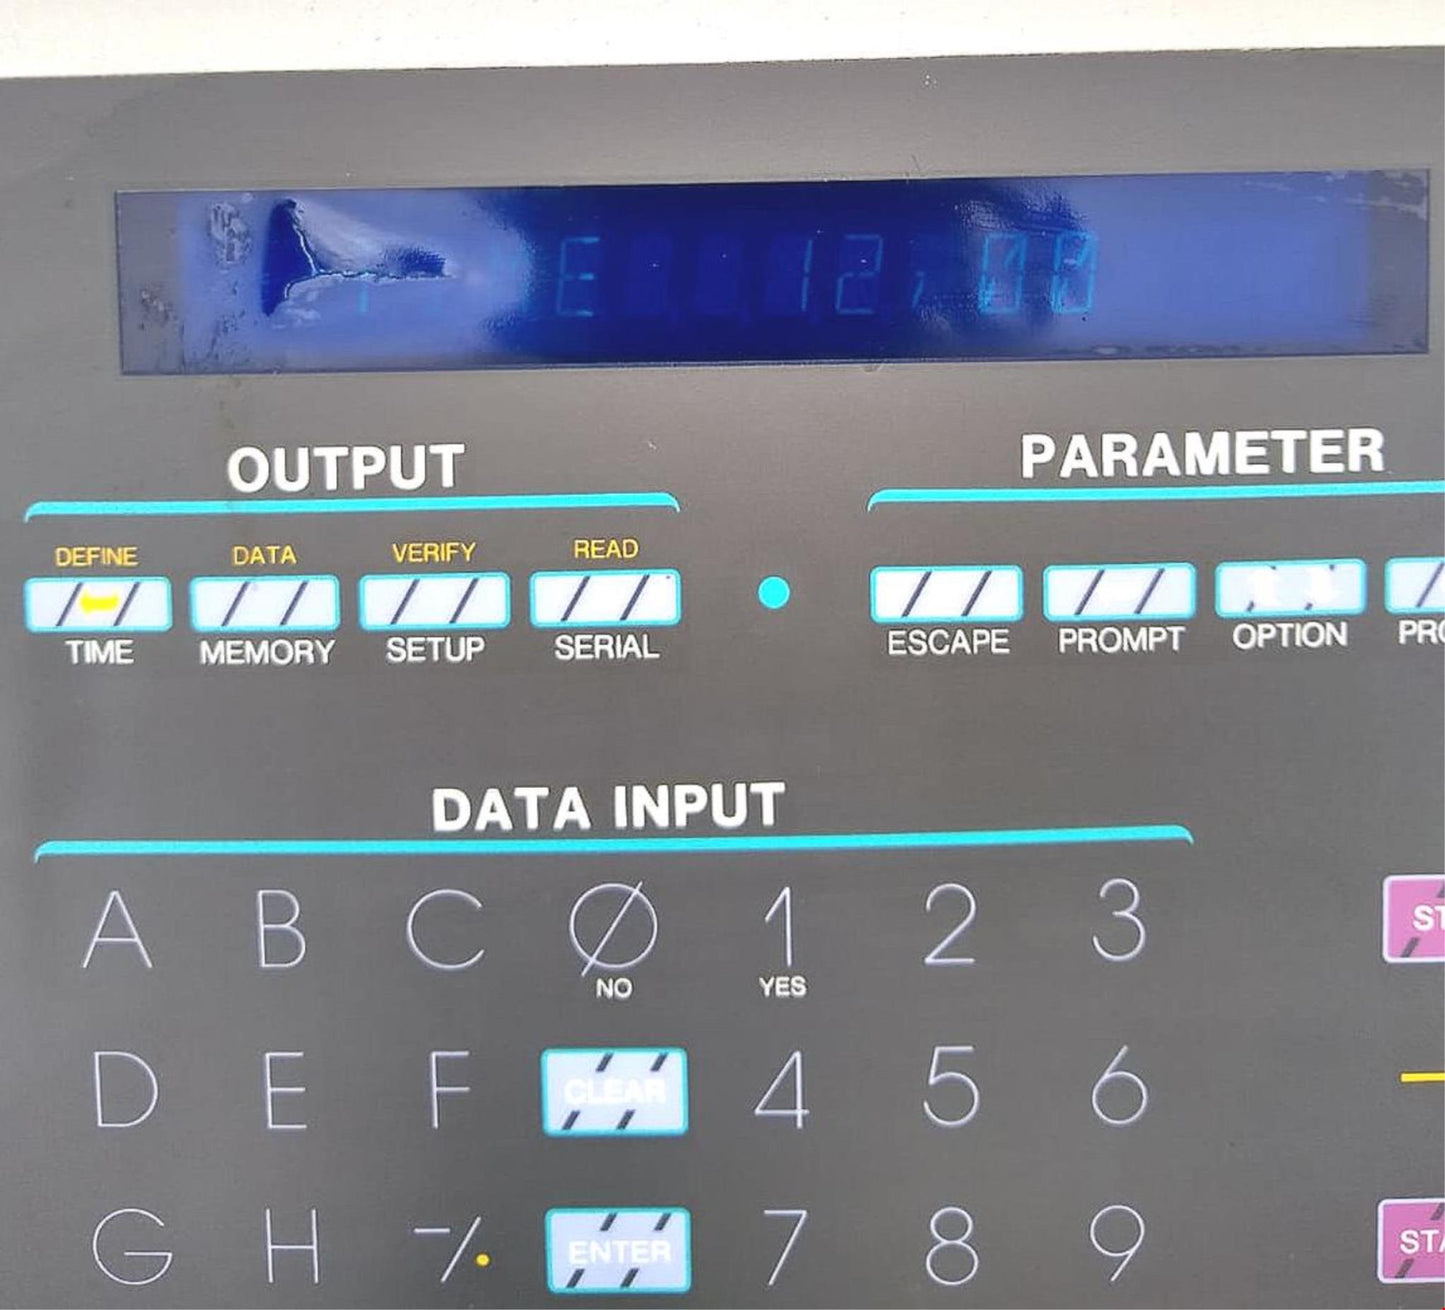 TIME 12:00
OUTPUT PARAMETER
DEFINE DATA VERIFY READ
TIME MEMORY SETUP SERIAL ESCAPE PROMPT OPTION
DATA INPUT
A B C Ø 1 2 3
NO YES
D E F CLEAR 4 5 6
G H -/. ENTER 7 8 9